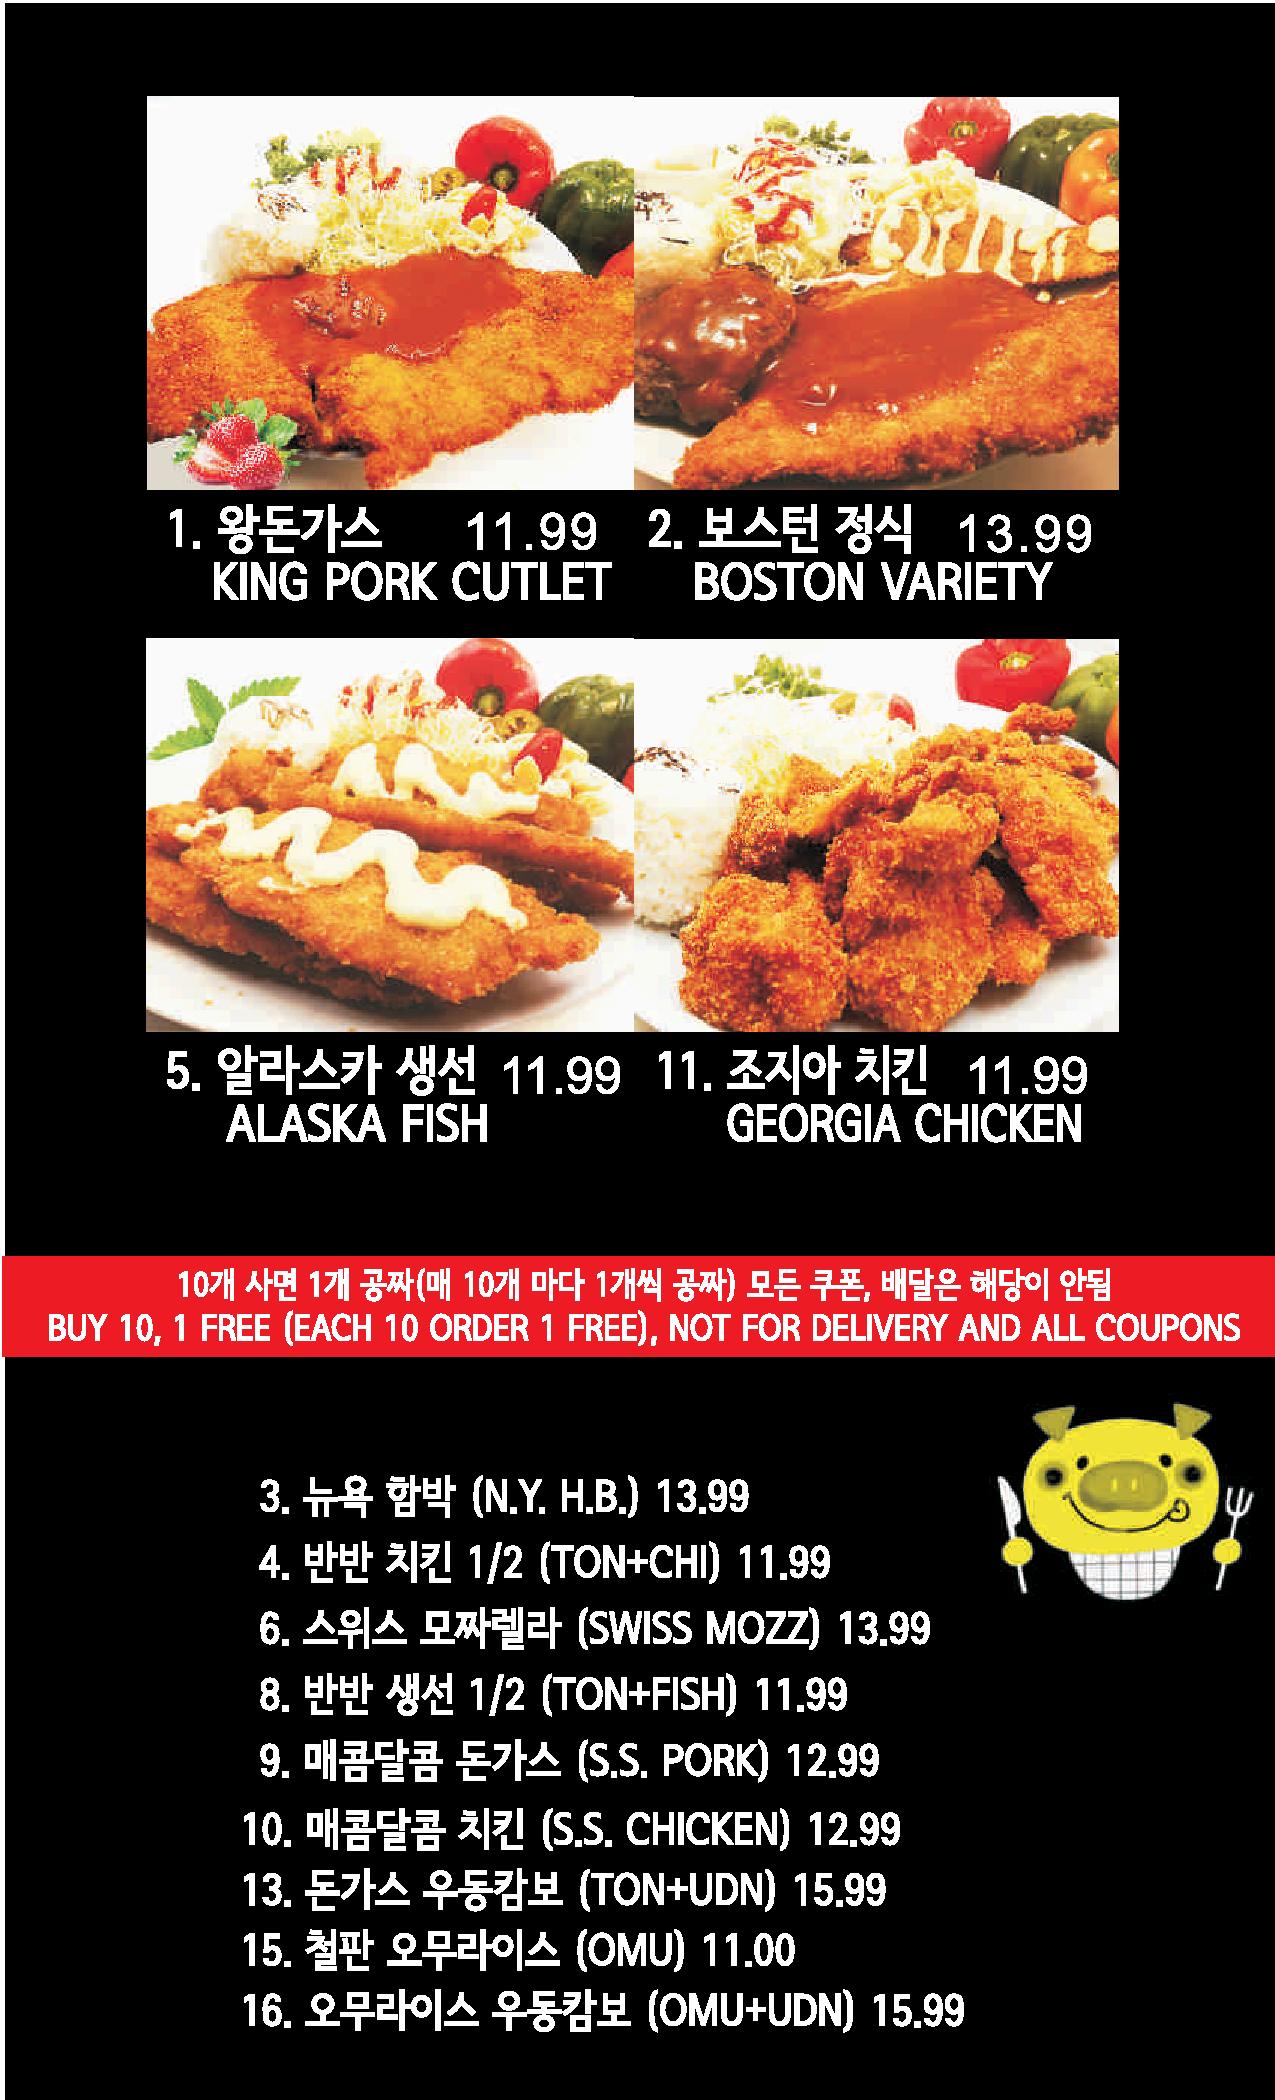 1. 왕돈가스 11.99
KING PORK CUTLET
2. 보스턴 정식 13.99
BOSTON VARIETY
5. 알라스카 생선 11.99
ALASKA FISH
11. 조지아 치킨 11.99
GEORGIA CHICKEN
10개 사면 1개 공짜(매 10개 마다 1개씩 공짜) 모든 쿠폰, 배달은 해당이 안됨
BUY 10, 1 FREE (EACH 10 ORDER 1 FREE), NOT FOR DELIVERY AND ALL COUPONS
3. 뉴욕 함박 (N.Y. H.B.) 13.99
4. 반반 치킨 1/2 (TON+CHI) 11.99
6. 스위스 모짜렐라 (SWISS MOZZ) 13.99
8. 반반 생선 1/2 (TON+FISH) 11.99
9. 매콤달콤 돈가스 (S.S. PORK) 12.99
10. 매콤달콤 치킨 (S.S. CHICKEN) 12.99
13. 돈가스 우동캄보 (TON+UDN) 15.99
15. 철판 오무라이스 (OMU) 11.00
16. 오무라이스 우동캄보 (OMU+UDN) 15.99